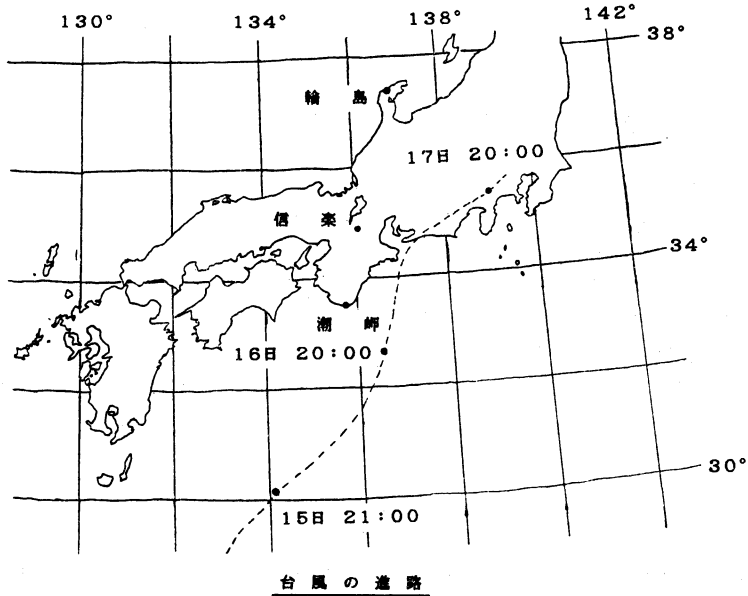 130° 134° 138° 142°
38°
輪 島
17日 20:00
信 楽
34°
潮 岬
16日 20:00
30°
15日 21:00
台 風 の 進 路